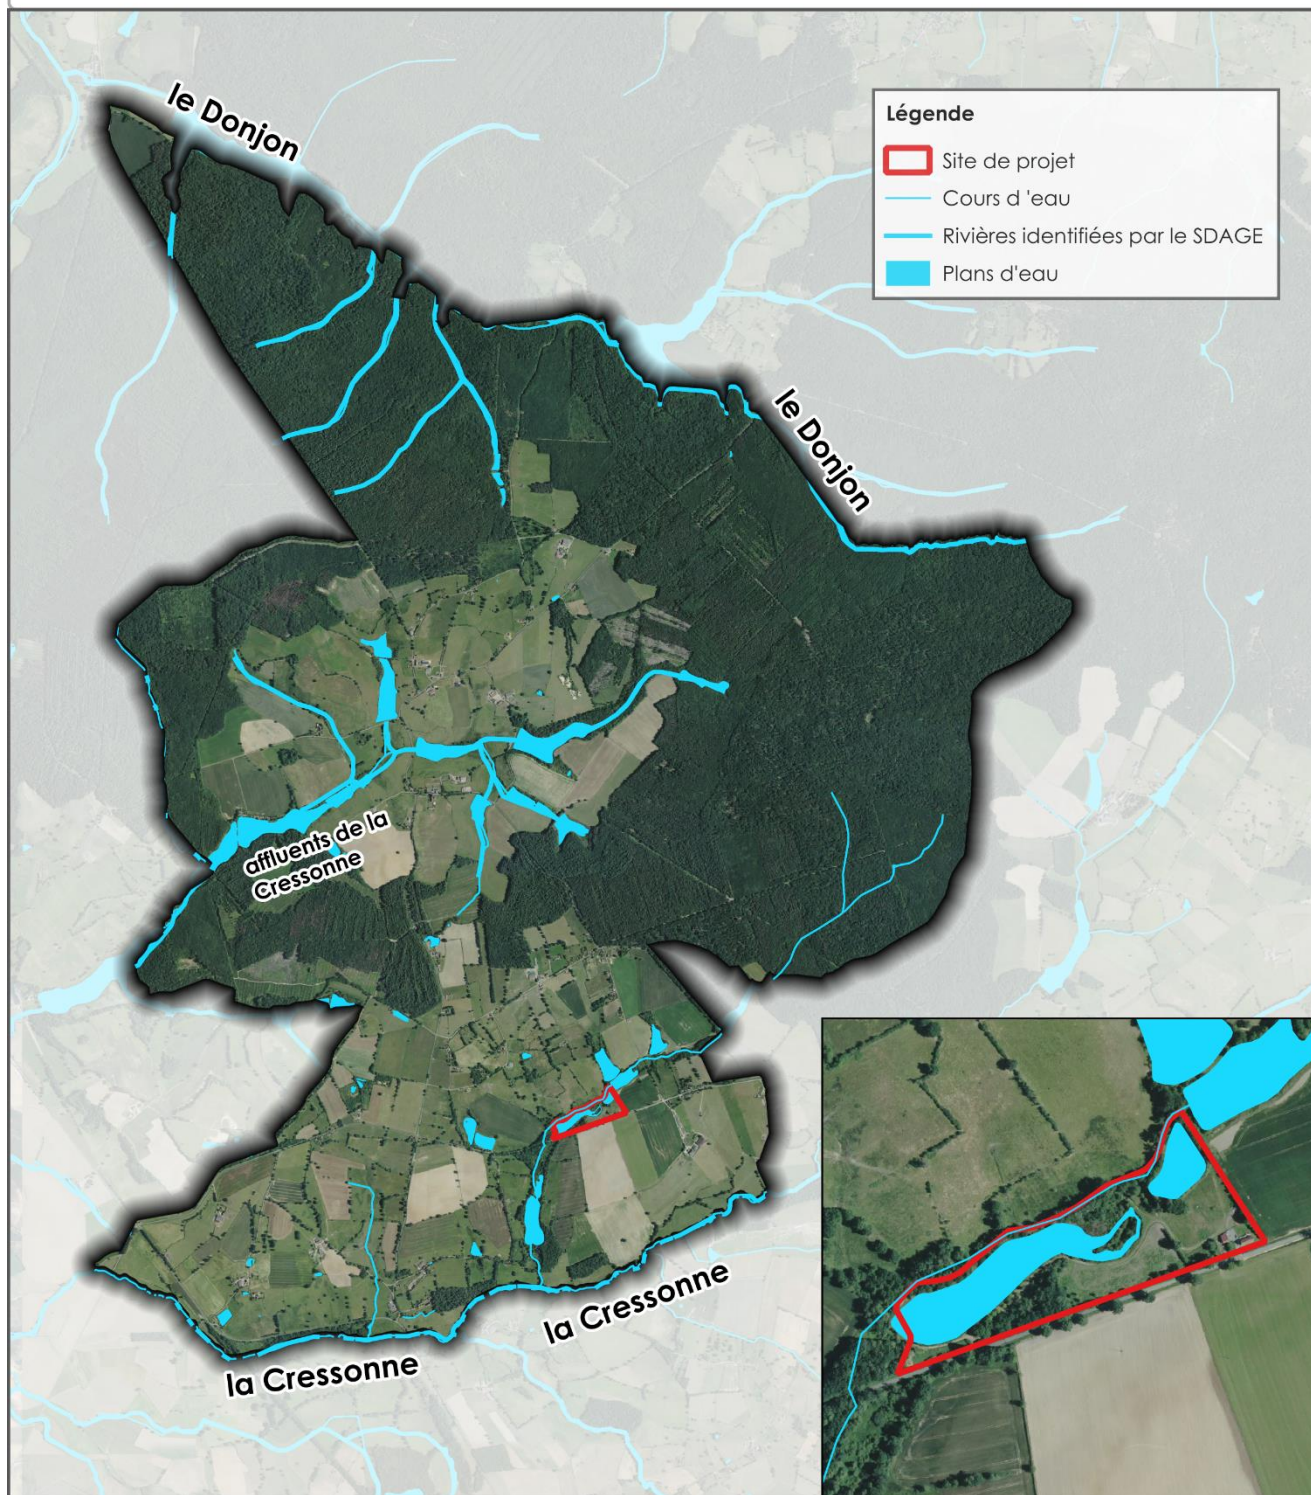 le Donjon
Légende
Site de projet
Cours d 'eau
Rivières identifiées par le SDAGE
Plans d'eau
le Donjon
affluents de la
Cressonne
la Cressonne
la Cressonne